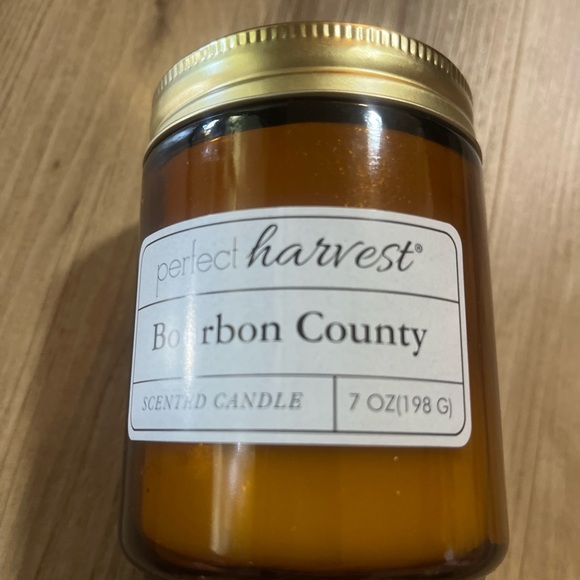 perfect harvest®
Bourbon County
SCENTED CANDLE
7 OZ(198 G)